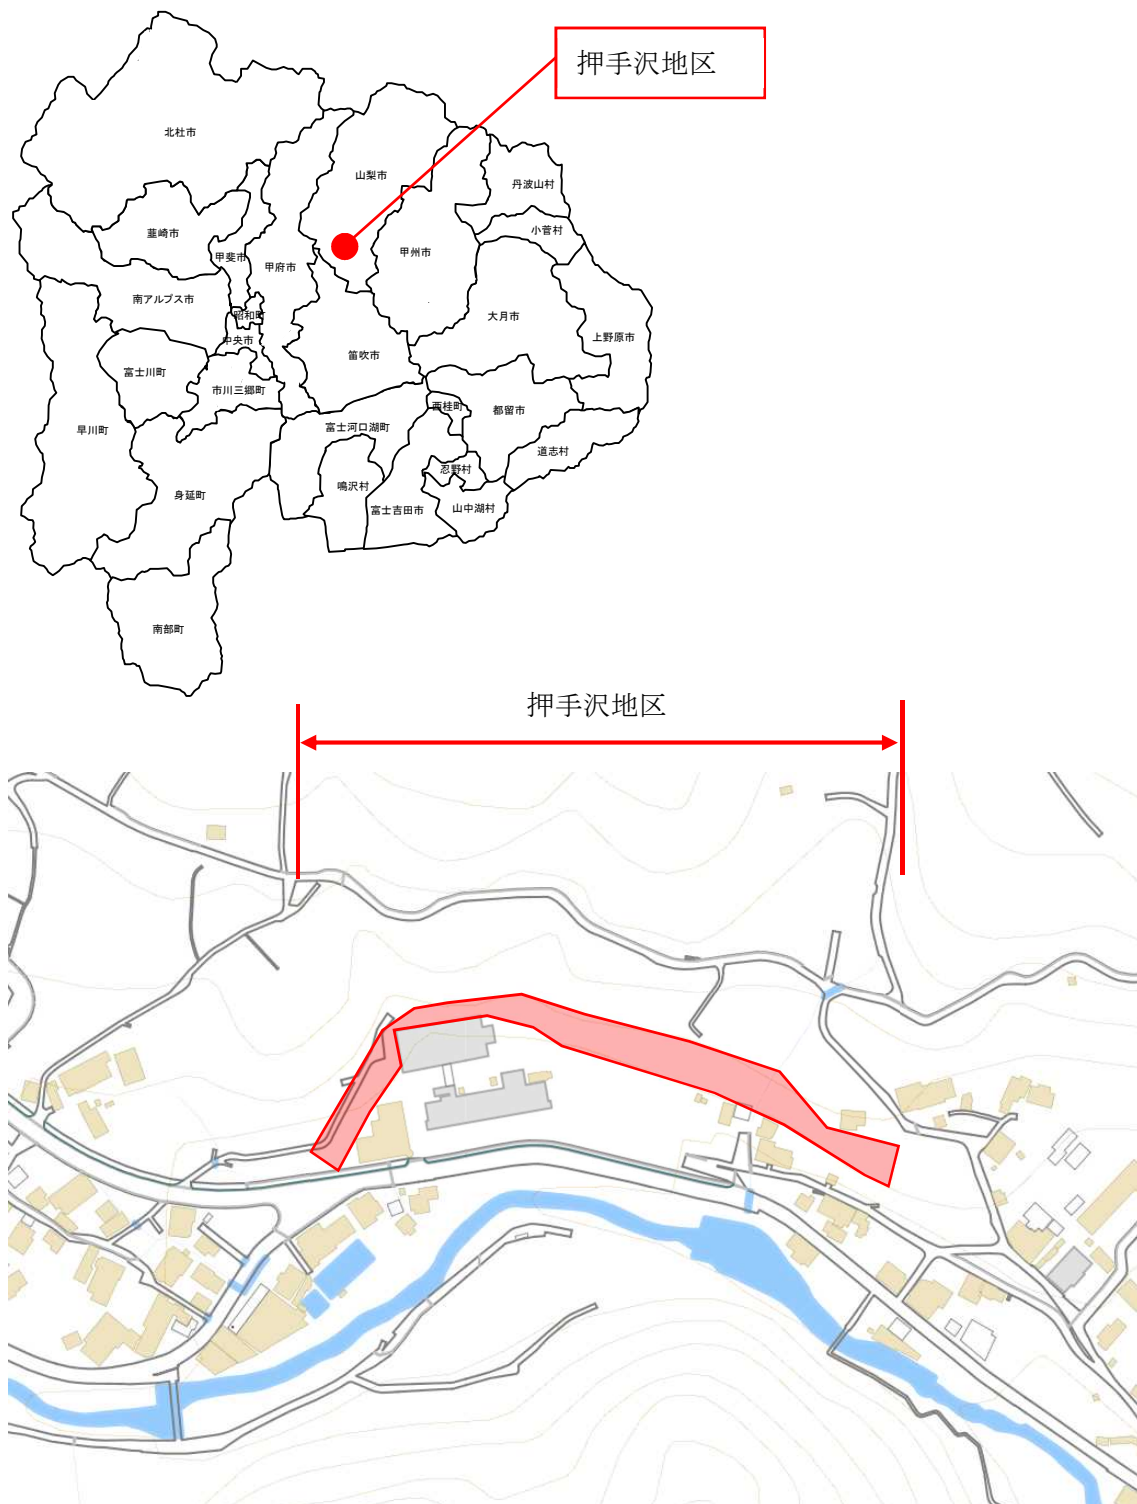 押手沢地区
北杜市
山梨市
丹波山村
小菅村
韮崎市
甲斐市
甲府市
甲州市
南アルプス市
昭和町
大月市
上野原市
中央市
笛吹市
富士川町
市川三郷町
西桂町
都留市
早川町
富士河口湖町
道志村
忍野村
鳴沢村
身延町
富士吉田市
山中湖村
南部町
押手沢地区